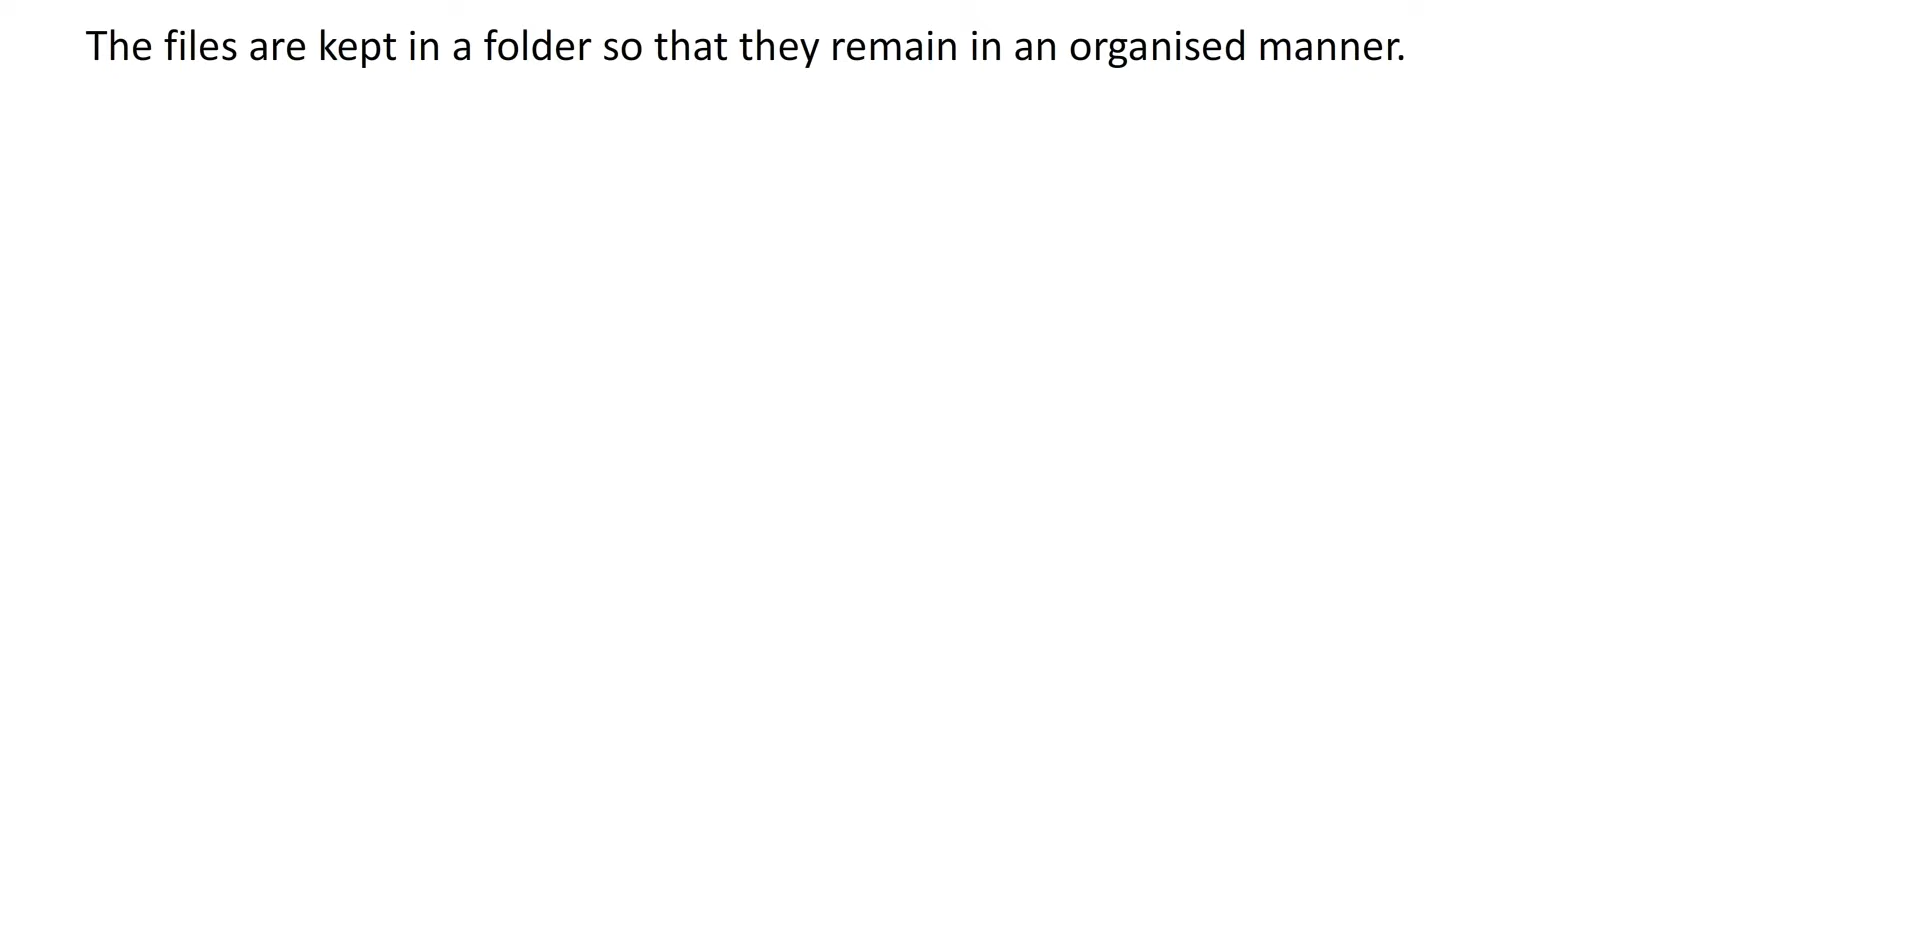 The files are kept in a folder so that they remain in an organised manner.